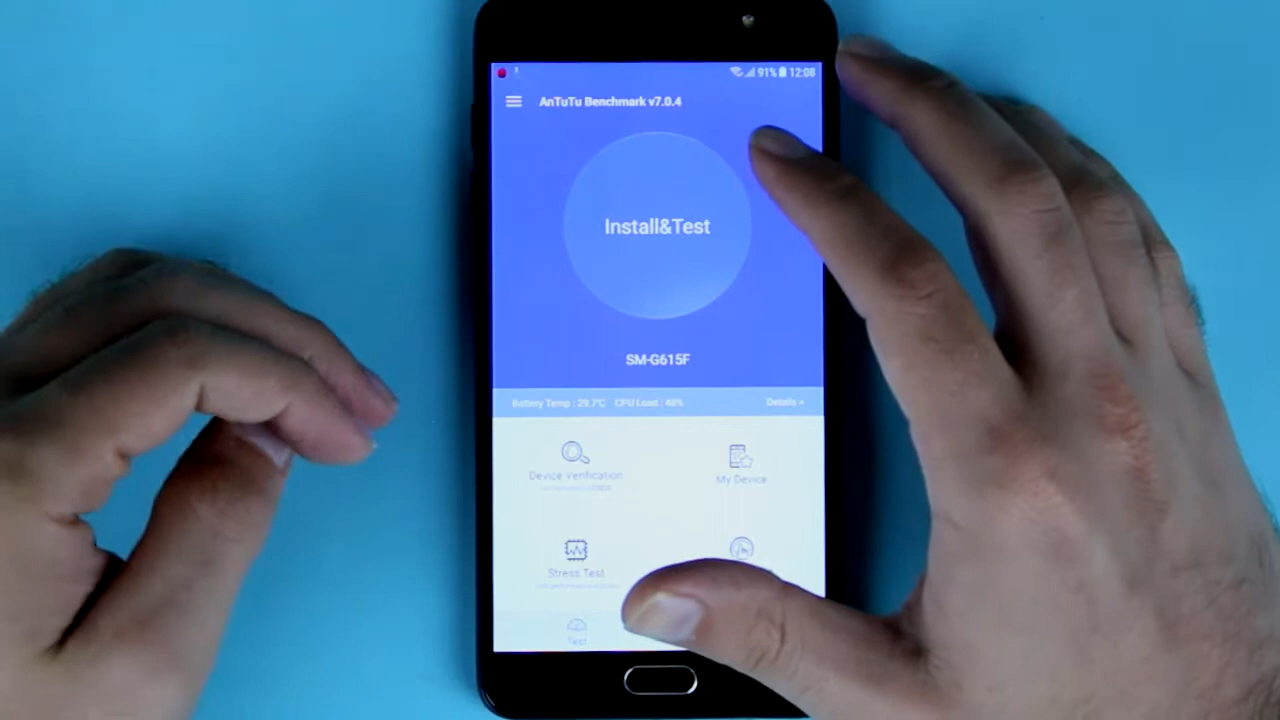 91% 12:08
AnTuTu Benchmark v7.0.4
Install&Test
SM-G615F
Battery Temp : 29.7°C CPU Load : 48% Details >
Device Verification
My Device
Stress Test
Test